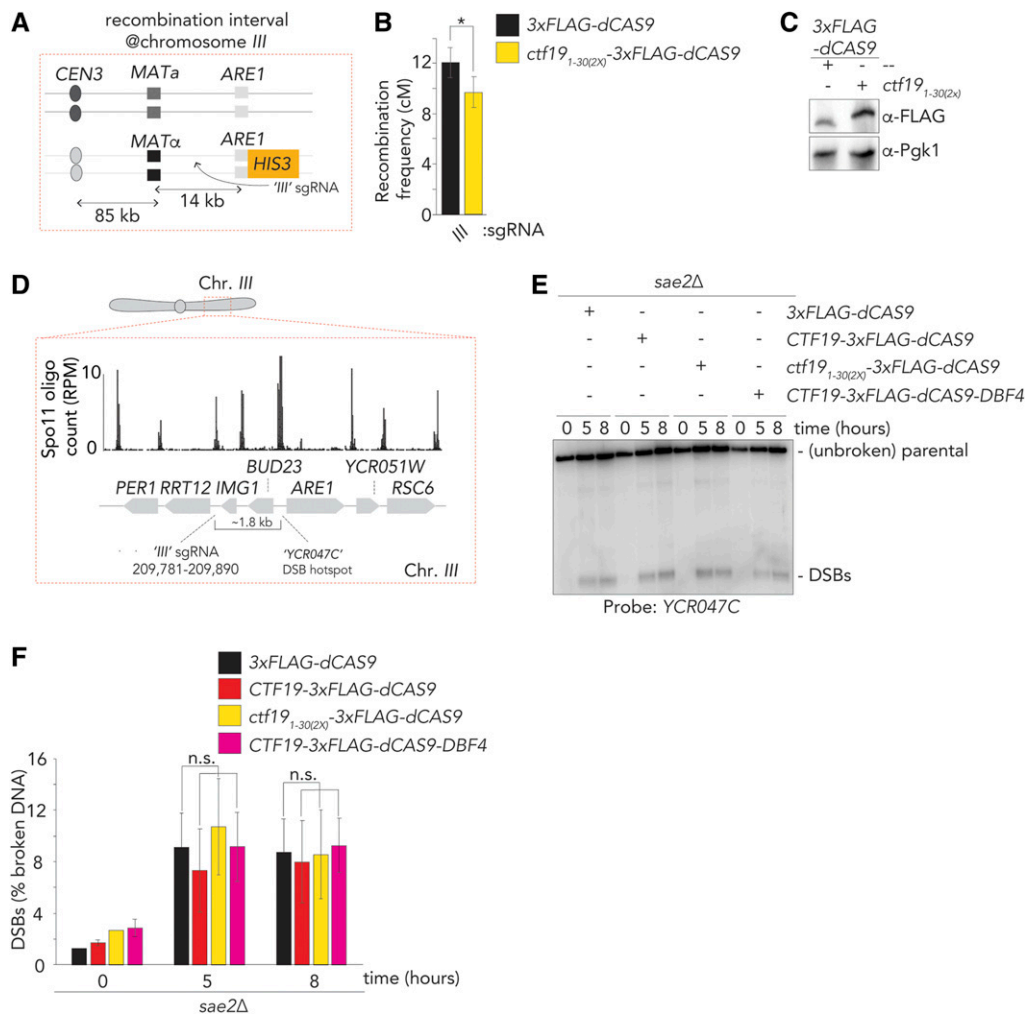 A
recombination interval
@chromosome III
CEN3
MATa
ARE1
MATα
ARE1
HIS3
'III' sgRNA
14 kb
85 kb
B
*
3xFLAG-dCAS9
ctf19₁₋₃₀₍₂ₓ₎-3xFLAG-dCAS9
Recombination
frequency (cM)
12
8
4
0
III :sgRNA
C
3xFLAG
-dCAS9
+ --
- + ctf19₁₋₃₀₍₂ₓ₎
α-FLAG
α-Pgk1
D
Chr. III
Spo11 oligo
count (RPM)
10
0
BUD23 YCR051W
PER1 RRT12 IMG1 ARE1 RSC6
~1.8 kb
'III' sgRNA
209,781-209,890
'YCR047C'
DSB hotspot
Chr. III
E
sae2Δ
+ - - - 3xFLAG-dCAS9
- + - - CTF19-3xFLAG-dCAS9
- - + - ctf19₁₋₃₀₍₂ₓ₎-3xFLAG-dCAS9
- - - + CTF19-3xFLAG-dCAS9-DBF4
0 5 8 0 5 8 0 5 8 0 5 8 time (hours)
- (unbroken) parental
- DSBs
Probe: YCR047C
F
3xFLAG-dCAS9
CTF19-3xFLAG-dCAS9
ctf19₁₋₃₀₍₂ₓ₎-3xFLAG-dCAS9
CTF19-3xFLAG-dCAS9-DBF4
DSBs (% broken DNA)
16
12
8
4
0
n.s.
n.s.
0 5 8 time (hours)
sae2Δ